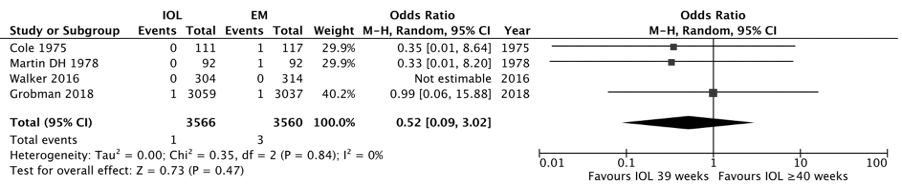 IOL EM Odds Ratio Odds Ratio
Study or Subgroup Events Total Events Total Weight M-H, Random, 95% CI Year M-H, Random, 95% CI
Cole 1975 0 111 1 117 29.9% 0.35 [0.01, 8.64] 1975
Martin DH 1978 0 92 1 92 29.9% 0.33 [0.01, 8.20] 1978
Walker 2016 0 304 0 314 Not estimable 2016
Grobman 2018 1 3059 1 3037 40.2% 0.99 [0.06, 15.88] 2018
Total (95% CI) 3566 3560 100.0% 0.52 [0.09, 3.02]
Total events 1 3
Heterogeneity: Tau² = 0.00; Chi² = 0.35, df = 2 (P = 0.84); I² = 0%
Test for overall effect: Z = 0.73 (P = 0.47)
0.01 0.1 1 10 100
Favours IOL 39 weeks Favours IOL ≥40 weeks